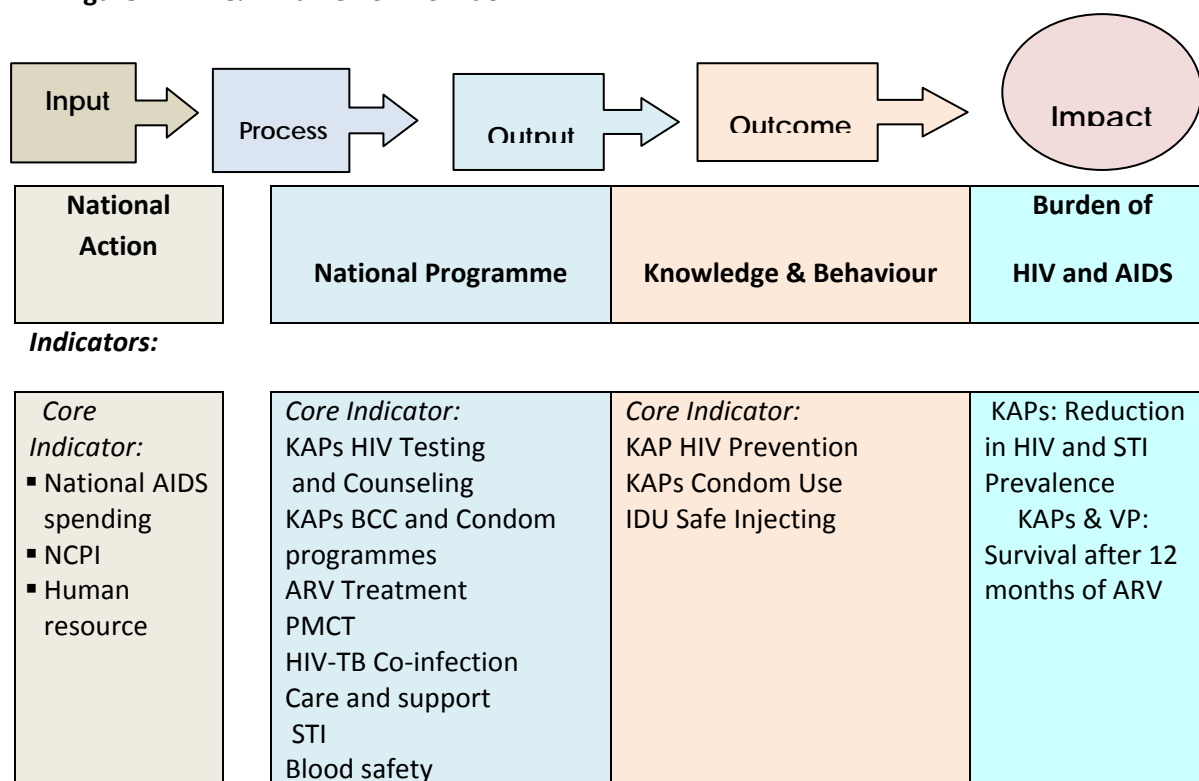 Input
Process
Output
Outcome
Impact
National
Action
National Programme
Knowledge & Behaviour
Burden of
HIV and AIDS
Indicators:
Core
Indicator:
▪ National AIDS
spending
▪ NCPI
▪ Human
resource
Core Indicator:
KAPs HIV Testing
and Counseling
KAPs BCC and Condom
programmes
ARV Treatment
PMCT
HIV-TB Co-infection
Care and support
STI
Blood safety
Core Indicator:
KAP HIV Prevention
KAPs Condom Use
IDU Safe Injecting
KAPs: Reduction
in HIV and STI
Prevalence
KAPs & VP:
Survival after 12
months of ARV